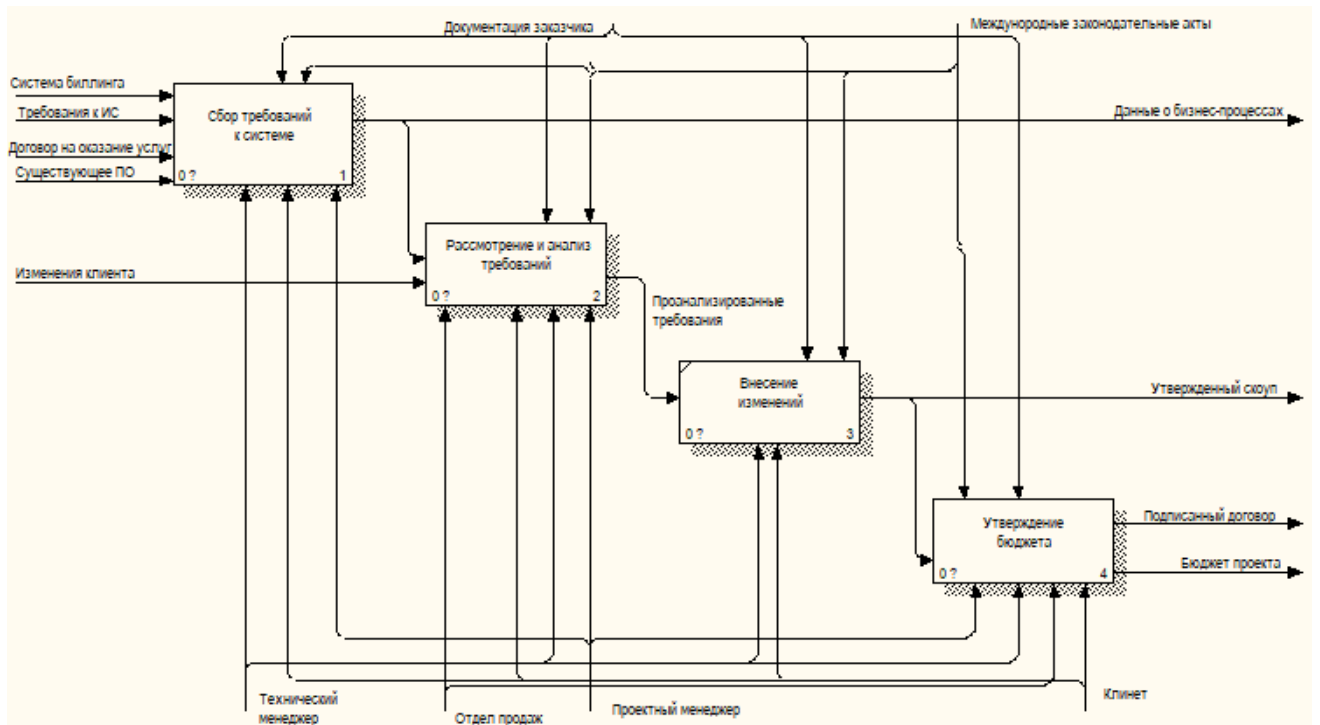 Документация заказчика
Международные законодательные акты
Система биллинга
Требования к ИС
Договор на оказание услуг
Существующее ПО
Сбор требований
к системе
0 ?
1
Данные о бизнес-процессах
Изменения клиента
Рассмотрение и анализ
требований
0 ?
2
Проанализированные
требования
Внесение
изменений
0 ?
3
Утвержденный скоуп
Утверждение
бюджета
0 ?
4
Подписанный договор
Бюджет проекта
Технический
менеджер
Отдел продаж
Проектный менеджер
Клинет